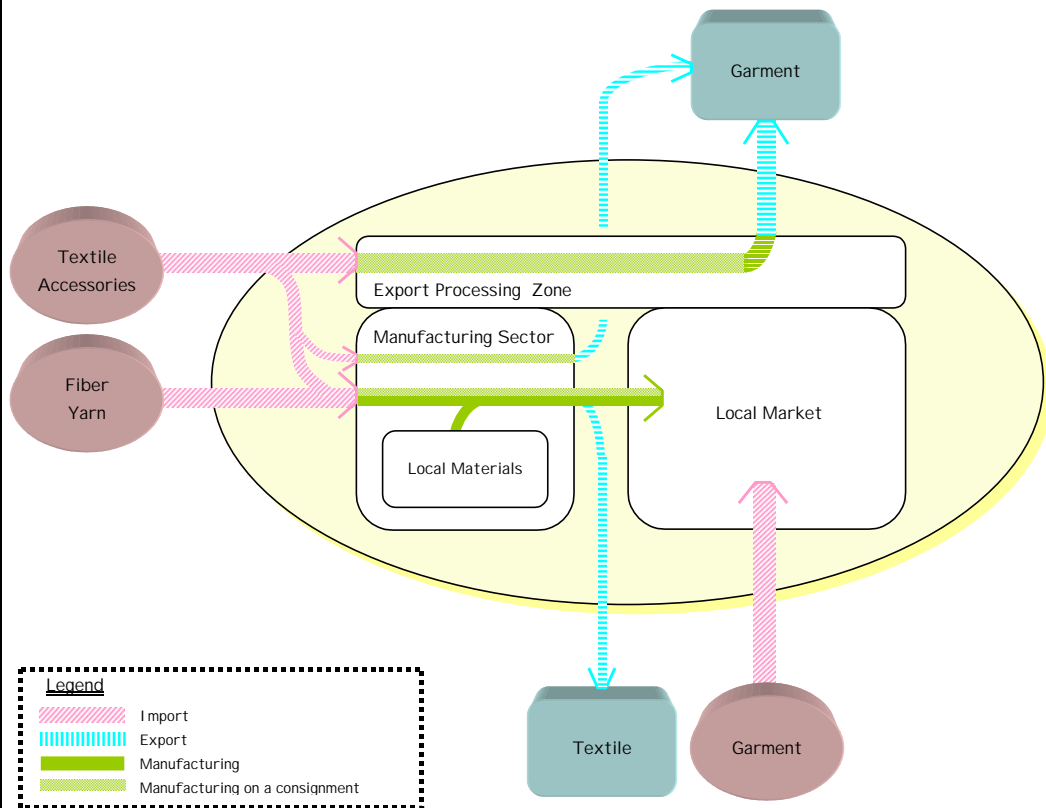 Garment
Textile
Accessories
Export Processing Zone
Manufacturing Sector
Fiber
Yarn
Local Market
Local Materials
Legend
Import
Export
Manufacturing
Manufacturing on a consignment
Textile
Garment